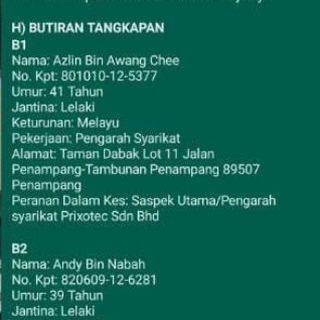 H) BUTIRAN TANGKAPAN
B1
Nama: Azlin Bin Awang Chee
No. Kpt: 801010-12-5377
Umur: 41 Tahun
Jantina: Lelaki
Keturunan: Melayu
Pekerjaan: Pengarah Syarikat
Alamat: Taman Dabak Lot 11 Jalan
Penampang-Tambunan Penampang 89507
Penampang
Peranan Dalam Kes: Saspek Utama/Pengarah
syarikat Prixotec Sdn Bhd
B2
Nama: Andy Bin Nabah
No. Kpt: 820609-12-6281
Umur: 39 Tahun
Jantina: Lelaki